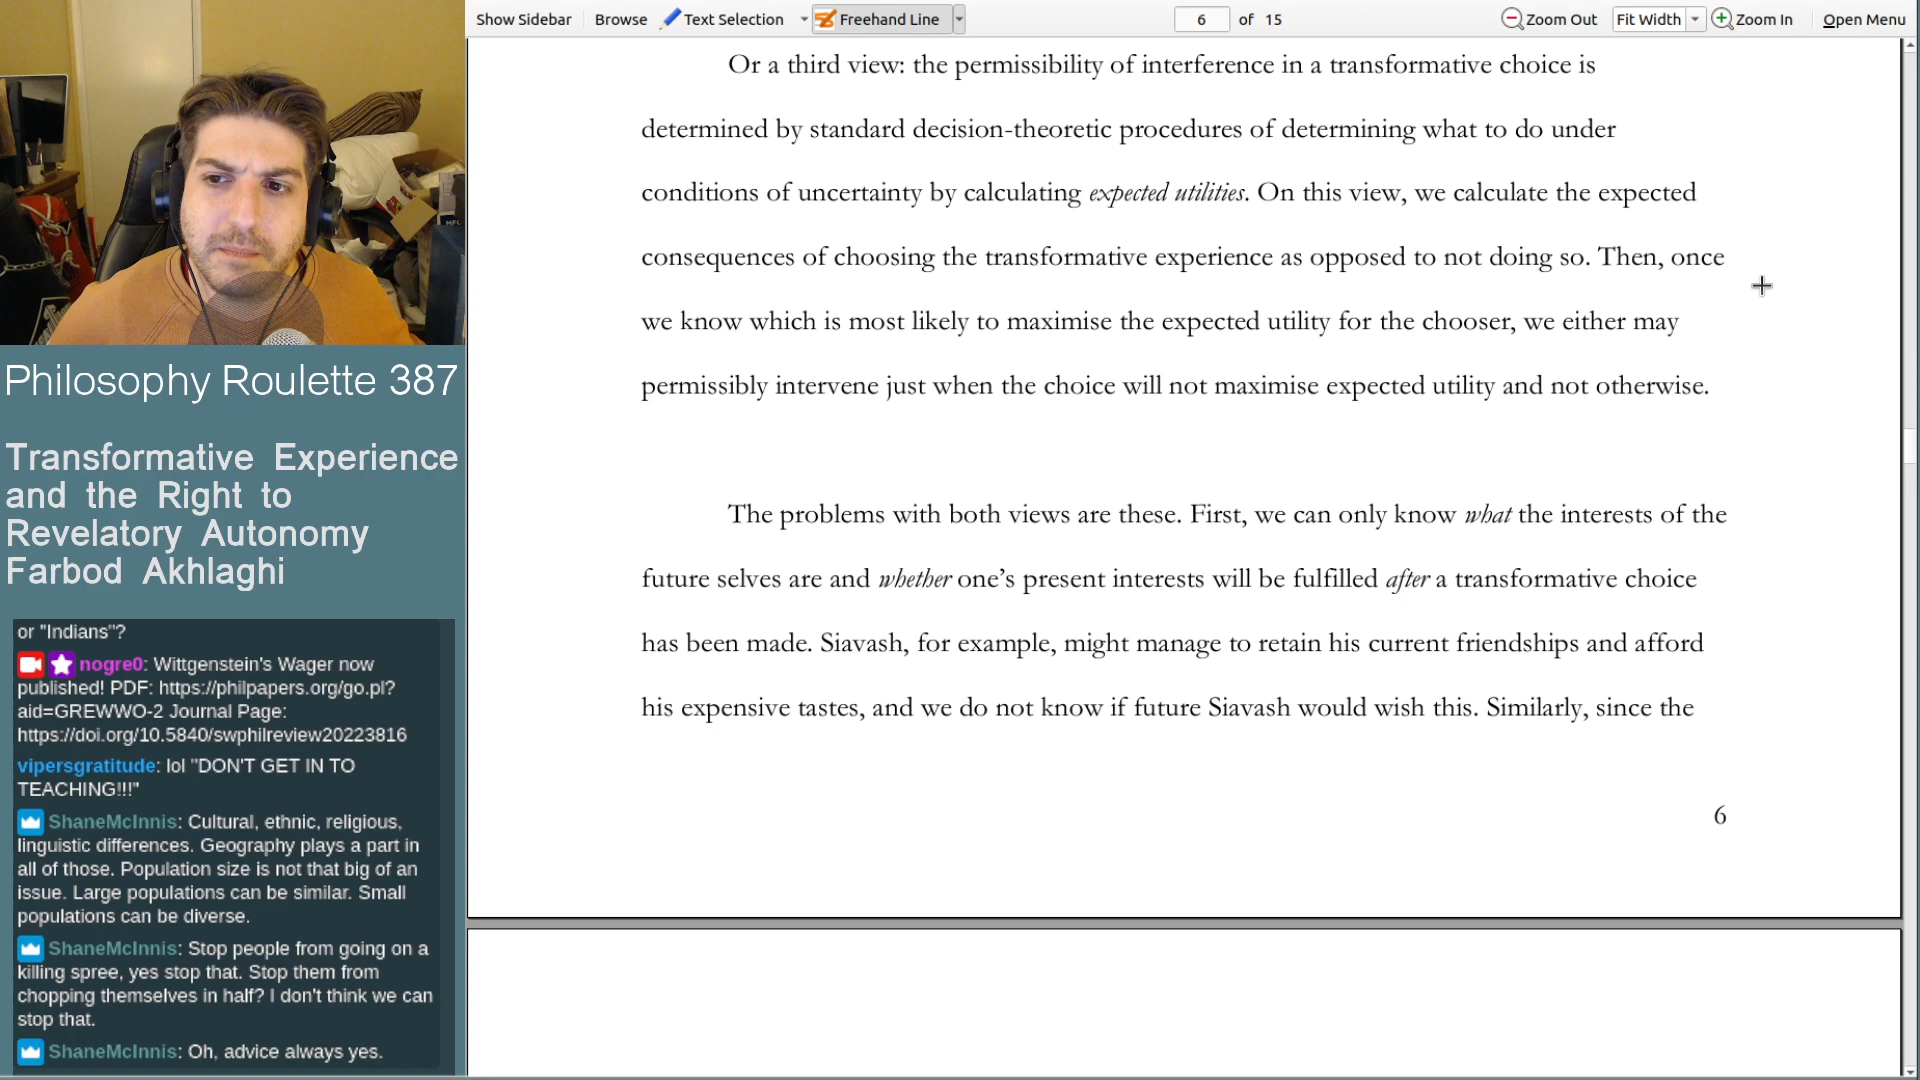 Show Sidebar
Browse
Text Selection
Freehand Line
6 of 15
Zoom Out
Fit Width
Zoom In
Open Menu
Or a third view: the permissibility of interference in a transformative choice is
determined by standard decision-theoretic procedures of determining what to do under
conditions of uncertainty by calculating expected utilities. On this view, we calculate the expected
consequences of choosing the transformative experience as opposed to not doing so. Then, once
we know which is most likely to maximise the expected utility for the chooser, we either may
permissibly intervene just when the choice will not maximise expected utility and not otherwise.
The problems with both views are these. First, we can only know what the interests of the
future selves are and whether one's present interests will be fulfilled after a transformative choice
has been made. Siavash, for example, might manage to retain his current friendships and afford
his expensive tastes, and we do not know if future Siavash would wish this. Similarly, since the
6
Philosophy Roulette 387
Transformative Experience
and the Right to
Revelatory Autonomy
Farbod Akhlaghi
or "Indians"?
nogre0: Wittgenstein's Wager now
published! PDF: https://philpapers.org/go.pl?
aid=GREWWO-2 Journal Page:
https://doi.org/10.5840/swphilreview20223816
vipersgratitude: lol "DON'T GET IN TO
TEACHING!!!"
ShaneMcInnis: Cultural, ethnic, religious,
linguistic differences. Geography plays a part in
all of those. Population size is not that big of an
issue. Large populations can be similar. Small
populations can be diverse.
ShaneMcInnis: Stop people from going on a
killing spree, yes stop that. Stop them from
chopping themselves in half? I don't think we can
stop that.
ShaneMcInnis: Oh, advice always yes.